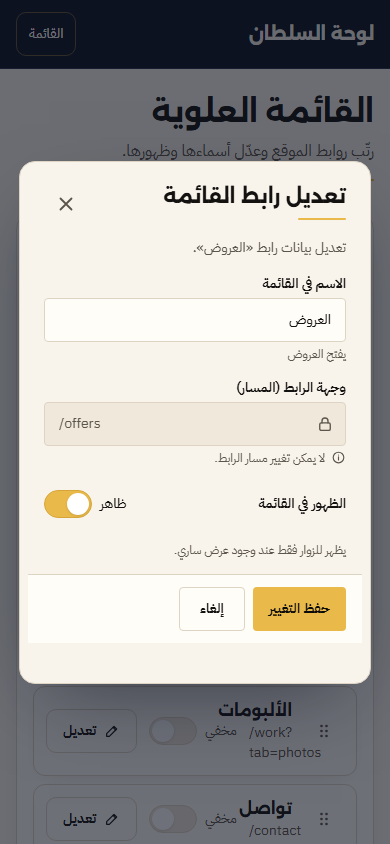 لوحة السلطان
القائمة
القائمة العلوية
رتّب روابط الموقع وعدّل أسماءها وظهورها.
تعديل رابط القائمة
تعديل بيانات رابط «العروض».
الاسم في القائمة
العروض
يفتح العروض
وجهة الرابط (المسار)
/offers
لا يمكن تغيير مسار الرابط.
الظهور في القائمة
ظاهر
يظهر للزوار فقط عند وجود عرض ساري.
حفظ التغيير
إلغاء
الألبومات
/work?
tab=photos
مخفي
تعديل
تواصل
/contact
مخفي
تعديل